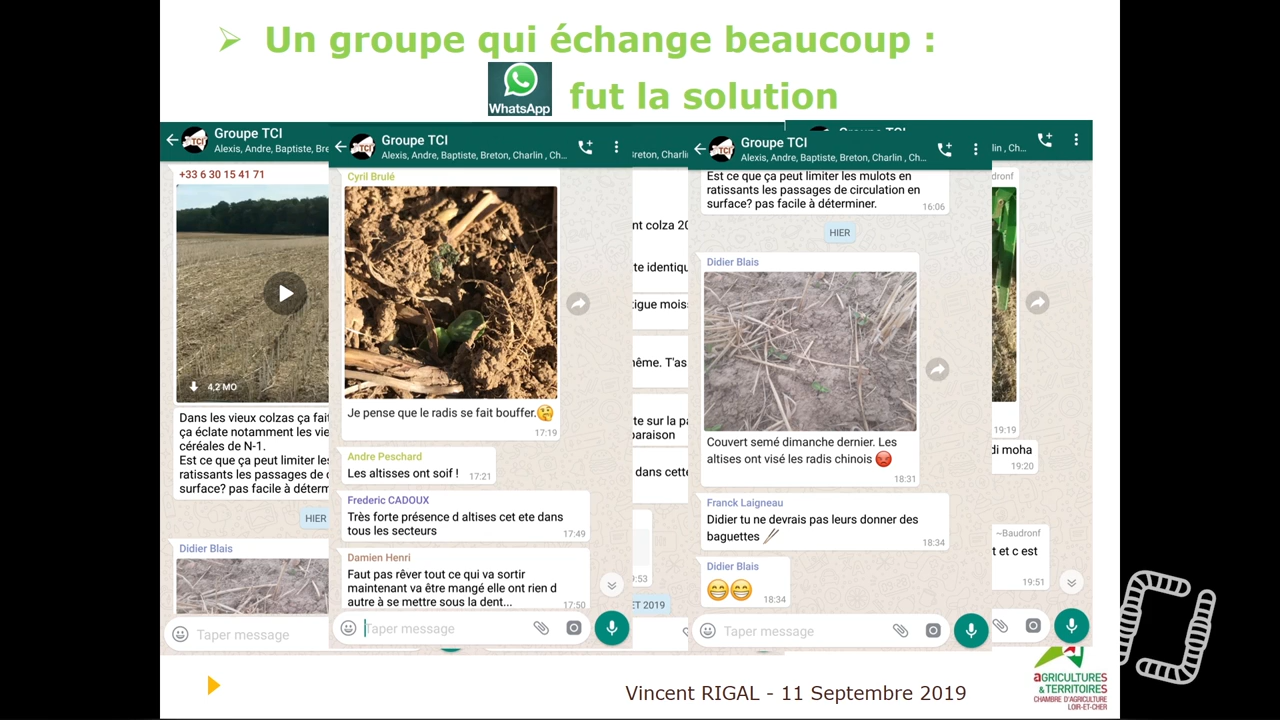 Un groupe qui échange beaucoup :
WhatsApp
fut la solution
Groupe TCI
Alexis, Andre, Baptiste, Bre
+33 6 30 15 41 71
4,2 MO
Dans les vieux colzas ça fait
ça éclate notamment les vie
céréales de N-1.
Est ce que ça peut limiter les
ratissants les passages de c
surface? pas facile à déterm
HIER
Didier Blais
Taper message
Groupe TCI
Alexis, Andre, Baptiste, Breton, Charlin , Ch...
Cyril Brulé
Je pense que le radis se fait bouffer.🤔
17:19
Andre Peschard
Les altisses ont soif !
17:21
Frederic CADOUX
Très forte présence d altises cet ete dans
tous les secteurs
17:49
Damien Henri
Faut pas rêver tout ce qui va sortir
maintenant va être mangé elle ont rien d
autre à se mettre sous la dent...
17:50
Taper message
Breton, Charlin
nt colza 20
te identiqu
tigue mois
même. T'as
te sur la pa
paraison
dans cette
9:53
ET 2019
Groupe TCI
Alexis, Andre, Baptiste, Breton, Charlin , Ch...
Est ce que ça peut limiter les mulots en
ratissants les passages de circulation en
surface? pas facile à déterminer.
16:06
HIER
Didier Blais
Couvert semé dimanche dernier. Les
altises ont visé les radis chinois 😡
18:31
Franck Laigneau
Didier tu ne devrais pas leurs donner des
baguettes 🥢
18:34
Didier Blais
😁😁
18:34
Taper message
Groupe TCI
lin , Ch...
dronf
19:19
di moha
19:20
~Baudronf
t et c est
19:51
Vincent RIGAL - 11 Septembre 2019
AGRICULTURES
& TERRITOIRES
CHAMBRE D'AGRICULTURE
LOIR-ET-CHER